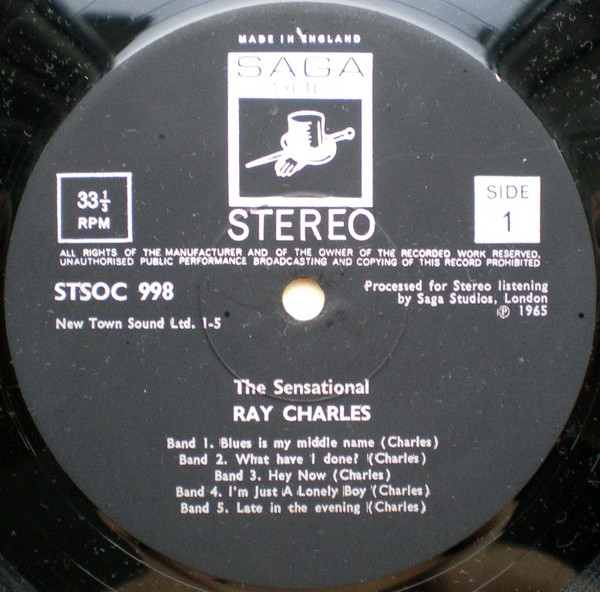 MADE IN ENGLAND
SAGA
STEREO
33⅓
RPM
SIDE
1
ALL RIGHTS OF THE MANUFACTURER AND OF THE OWNER OF THE RECORDED WORK RESERVED.
UNAUTHORISED PUBLIC PERFORMANCE BROADCASTING AND COPYING OF THIS RECORD PROHIBITED
STSOC 998
New Town Sound Ltd. 1-5
Processed for Stereo listening
by Saga Studios, London
℗ 1965
The Sensational
RAY CHARLES
Band 1. Blues is my middle name (Charles)
Band 2. What have I done? (Charles)
Band 3. Hey Now (Charles)
Band 4. I'm Just A Lonely Boy (Charles)
Band 5. Late in the evening (Charles)